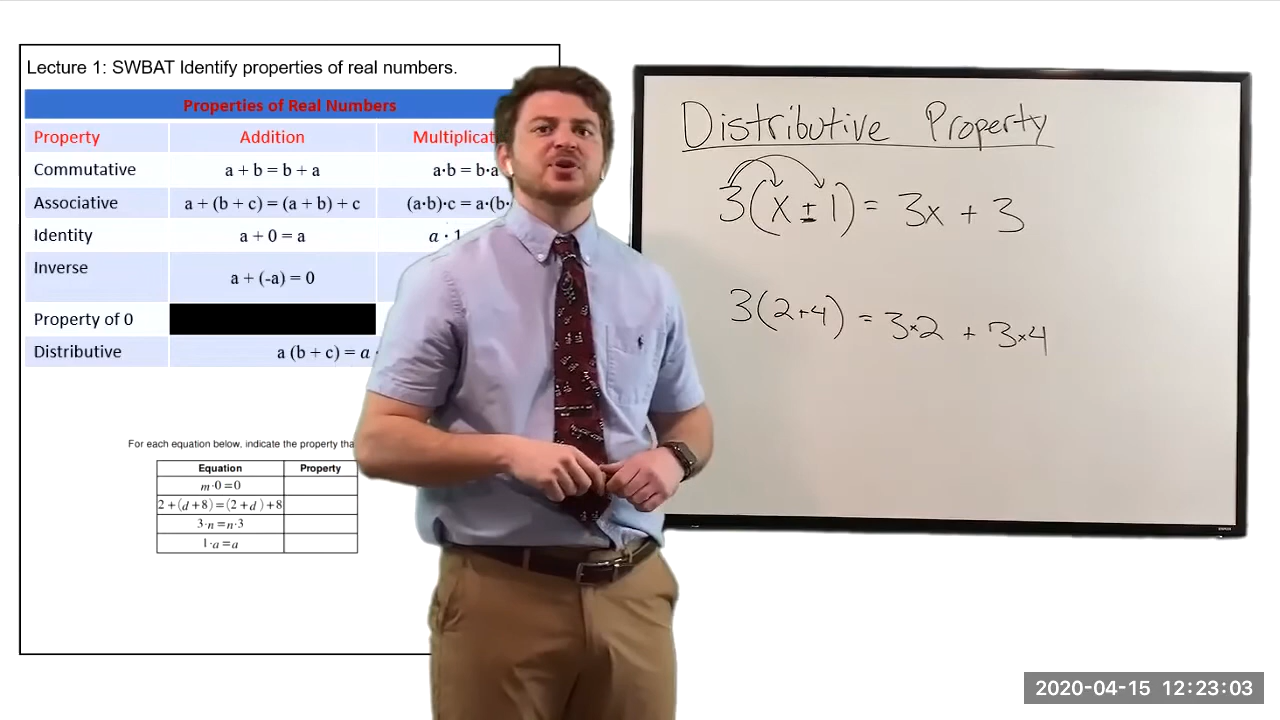 Lecture 1: SWBAT Identify properties of real numbers.
Properties of Real Numbers
Property Addition
Commutative a + b = b + a a·b = b·a
Associative a + (b + c) = (a + b) + c (a·b)·c = a·(b·
Identity a + 0 = a a · 1
Inverse a + (-a) = 0
Property of 0
Distributive a (b + c) = a ·
For each equation below, indicate the property
Equation Property
m·0=0
2+(d+8)=(2+d)+8
3·n=n·3
1·a=a
Distributive Property
3(x ± 1) = 3x + 3
3(2+4) = 3×2 + 3×4
2020-04-15 12:23:03